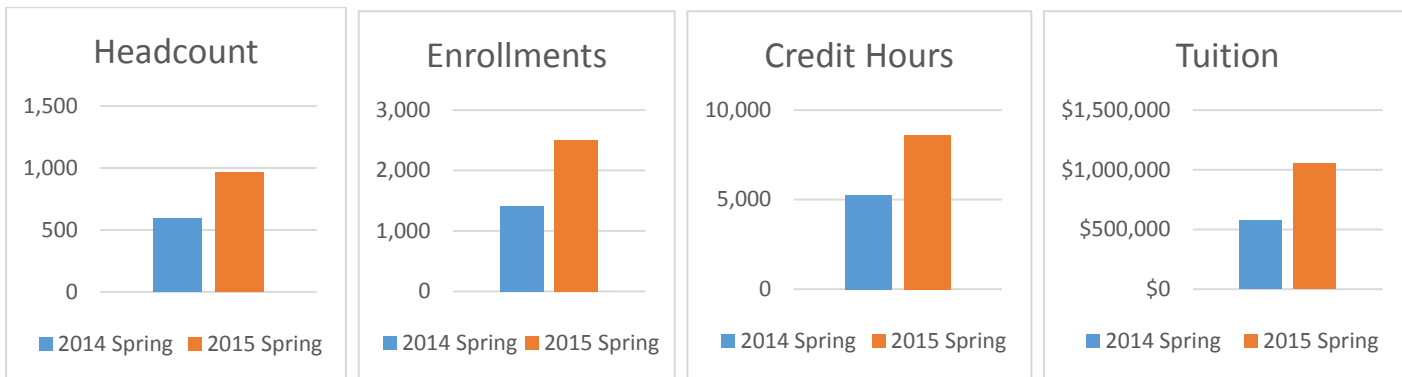 Headcount
1,500
1,000
500
0
2014 Spring 2015 Spring
Enrollments
3,000
2,000
1,000
0
2014 Spring 2015 Spring
Credit Hours
10,000
5,000
0
2014 Spring 2015 Spring
Tuition
$1,500,000
$1,000,000
$500,000
$0
2014 Spring 2015 Spring